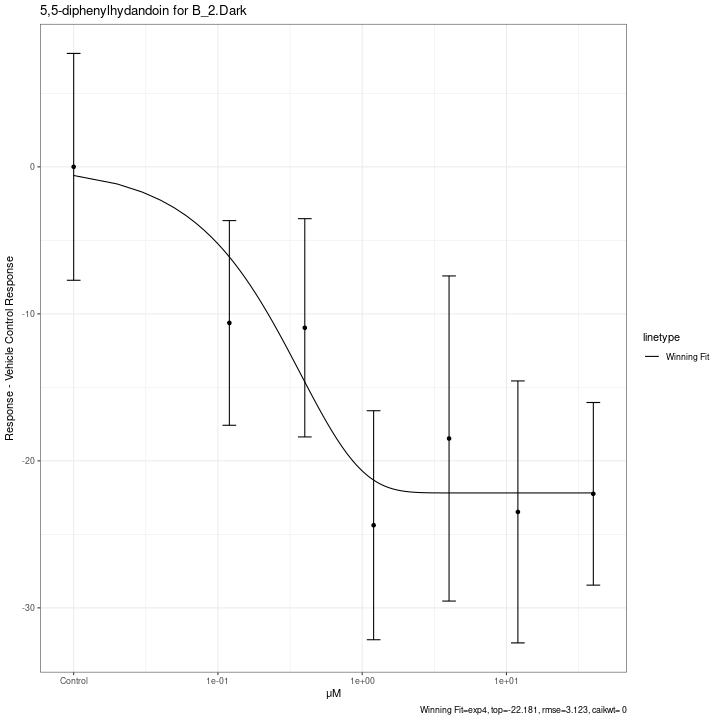 5,5-diphenylhydandoin for B_2.Dark
Response - Vehicle Control Response
0
-10
-20
-30
Control
1e-01
1e+00
1e+01
µM
linetype
Winning Fit
Winning Fit=exp4, top=-22.181, rmse=3.123, caikwt= 0